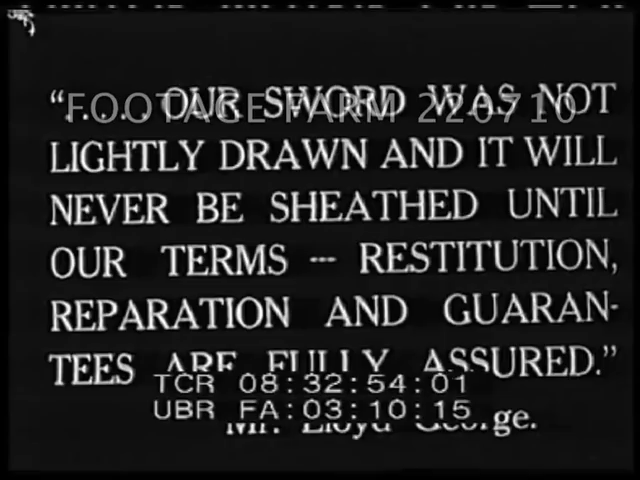 FOOTAGE FARM 220710
“..... OUR SWORD WAS NOT
LIGHTLY DRAWN AND IT WILL
NEVER BE SHEATHED UNTIL
OUR TERMS --- RESTITUTION,
REPARATION AND GUARAN-
TEES ARE FULLY ASSURED.”
TCR 08:32:54:01
UBR FA:03:10:15
Mr. Lloyd George.